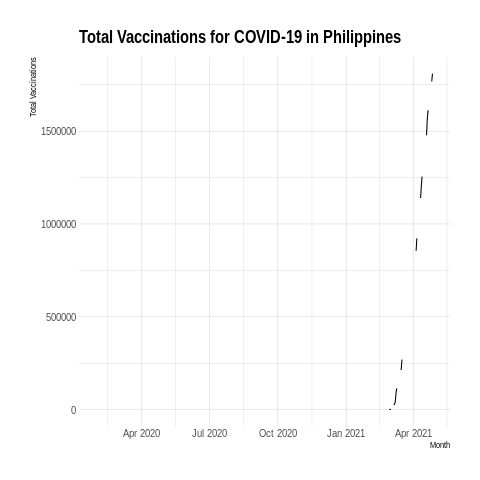 Total Vaccinations for COVID-19 in Philippines
Total Vaccinations
1500000
1000000
500000
0
Apr 2020 Jul 2020 Oct 2020 Jan 2021 Apr 2021
Month